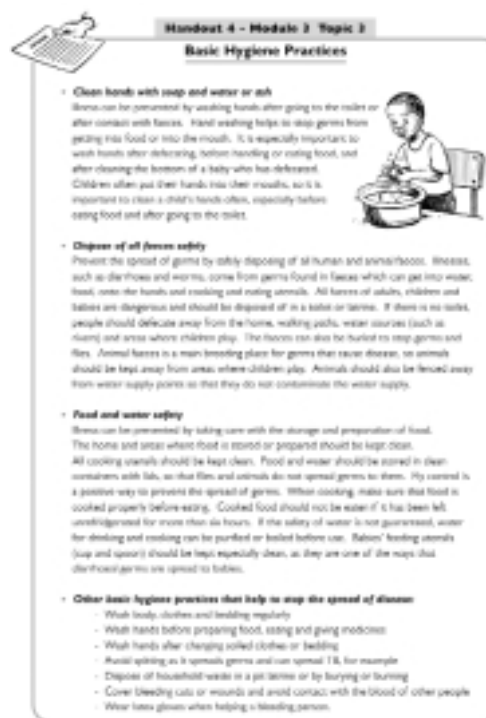 Handout 4 - Module 3 Topic 3
Basic Hygiene Practices
• Clean hands with soap and water or ash
Illness can be prevented by washing hands after going to the toilet or
after contact with faeces. Hand washing helps to stop germs from
getting into food or into the mouth. It is especially important to
wash hands after defecating, before handling or eating food, and
after cleaning the bottom of a baby who has defecated.
Children often put their hands into their mouths, so it is
important to clean a child's hands often, especially before
eating food and after going to the toilet.
• Dispose of all faeces safely
Prevent the spread of germs by safely disposing of all human and animal faeces. Illnesses,
such as diarrhoea and worms, come from germs found in faeces which can get into water,
food, onto the hands and cooking and eating utensils. All faeces of adults, children and
babies are dangerous and should be disposed of in a toilet or latrine. If there is no toilet,
people should defecate away from the home, walking paths, water sources (such as
rivers) and areas where children play. The faeces can also be buried to stop germs and
flies. Animal faeces is a main breeding place for germs that cause disease, so animals
should be kept away from areas where children play. Animals should also be fenced away
from water supply points so that they do not contaminate the water supply.
• Food and water safety
Illness can be prevented by taking care with the storage and preparation of food.
The home and areas where food is stored or prepared should be kept clean.
All cooking utensils should be kept clean. Food and water should be stored in clean
containers with lids, so that flies and animals do not spread germs to them. Fly control is
a positive way to prevent the spread of germs. When cooking, make sure that food is
cooked properly before eating. Cooked food should not be eaten if it has been left
unrefrigerated for more than six hours. If the safety of water is not guaranteed, water
for drinking and cooking can be purified or boiled before use. Babies' feeding utensils
(cup and spoon) should be kept especially clean, as they are one of the ways that
diarrhoeal germs are spread to babies.
• Other basic hygiene practices that help to stop the spread of disease:
- Wash body, clothes and bedding regularly
- Wash hands before preparing food, eating and giving medicines
- Wash hands after changing soiled clothes or bedding
- Avoid spitting as it spreads germs and can spread TB, for example
- Dispose of household waste in a pit latrine or by burying or burning
- Cover bleeding cuts or wounds and avoid contact with the blood of other people
- Wear latex gloves when helping a bleeding person.